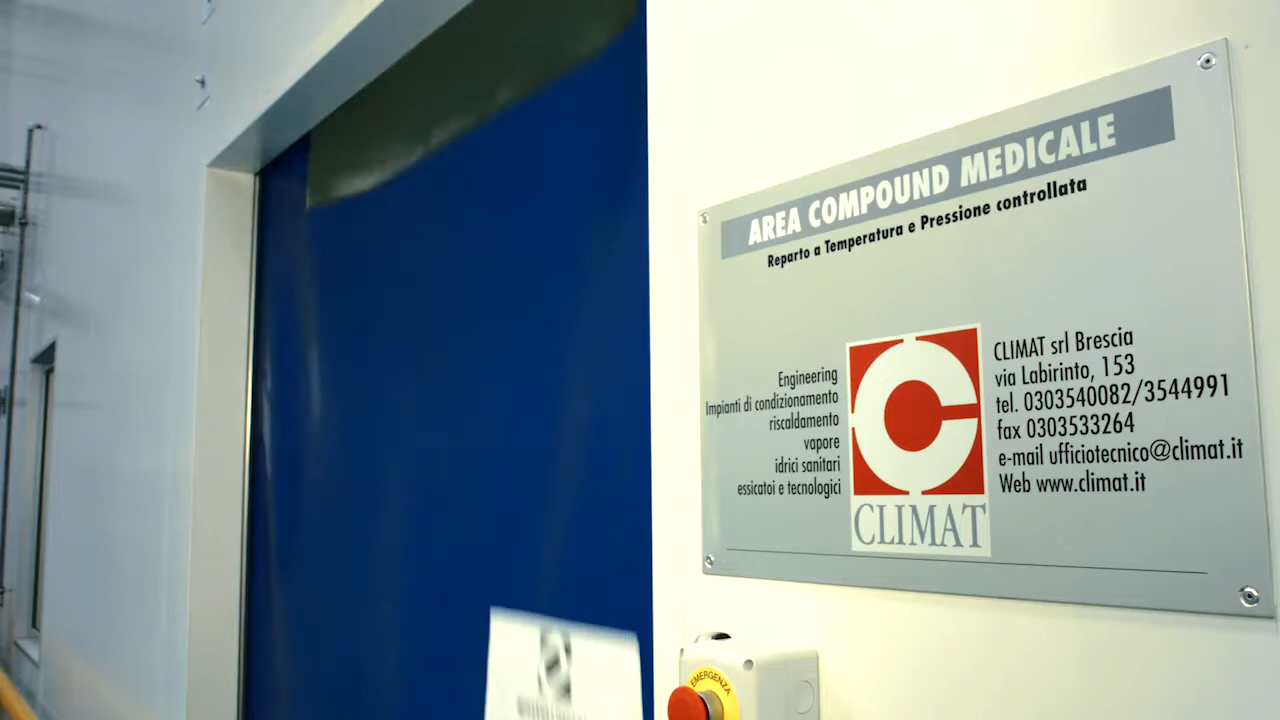 AREA COMPOUND MEDICALE
Reparto a Temperatura e Pressione controllata
Engineering
Impianti di condizionamento
riscaldamento
vapore
idrici sanitari
essicatoi e tecnologici
CLIMAT
CLIMAT srl Brescia
via Labirinto, 153
tel. 0303540082/3544991
fax 0303533264
e-mail ufficiotecnico@climat.it
Web www.climat.it
EMERGENZA